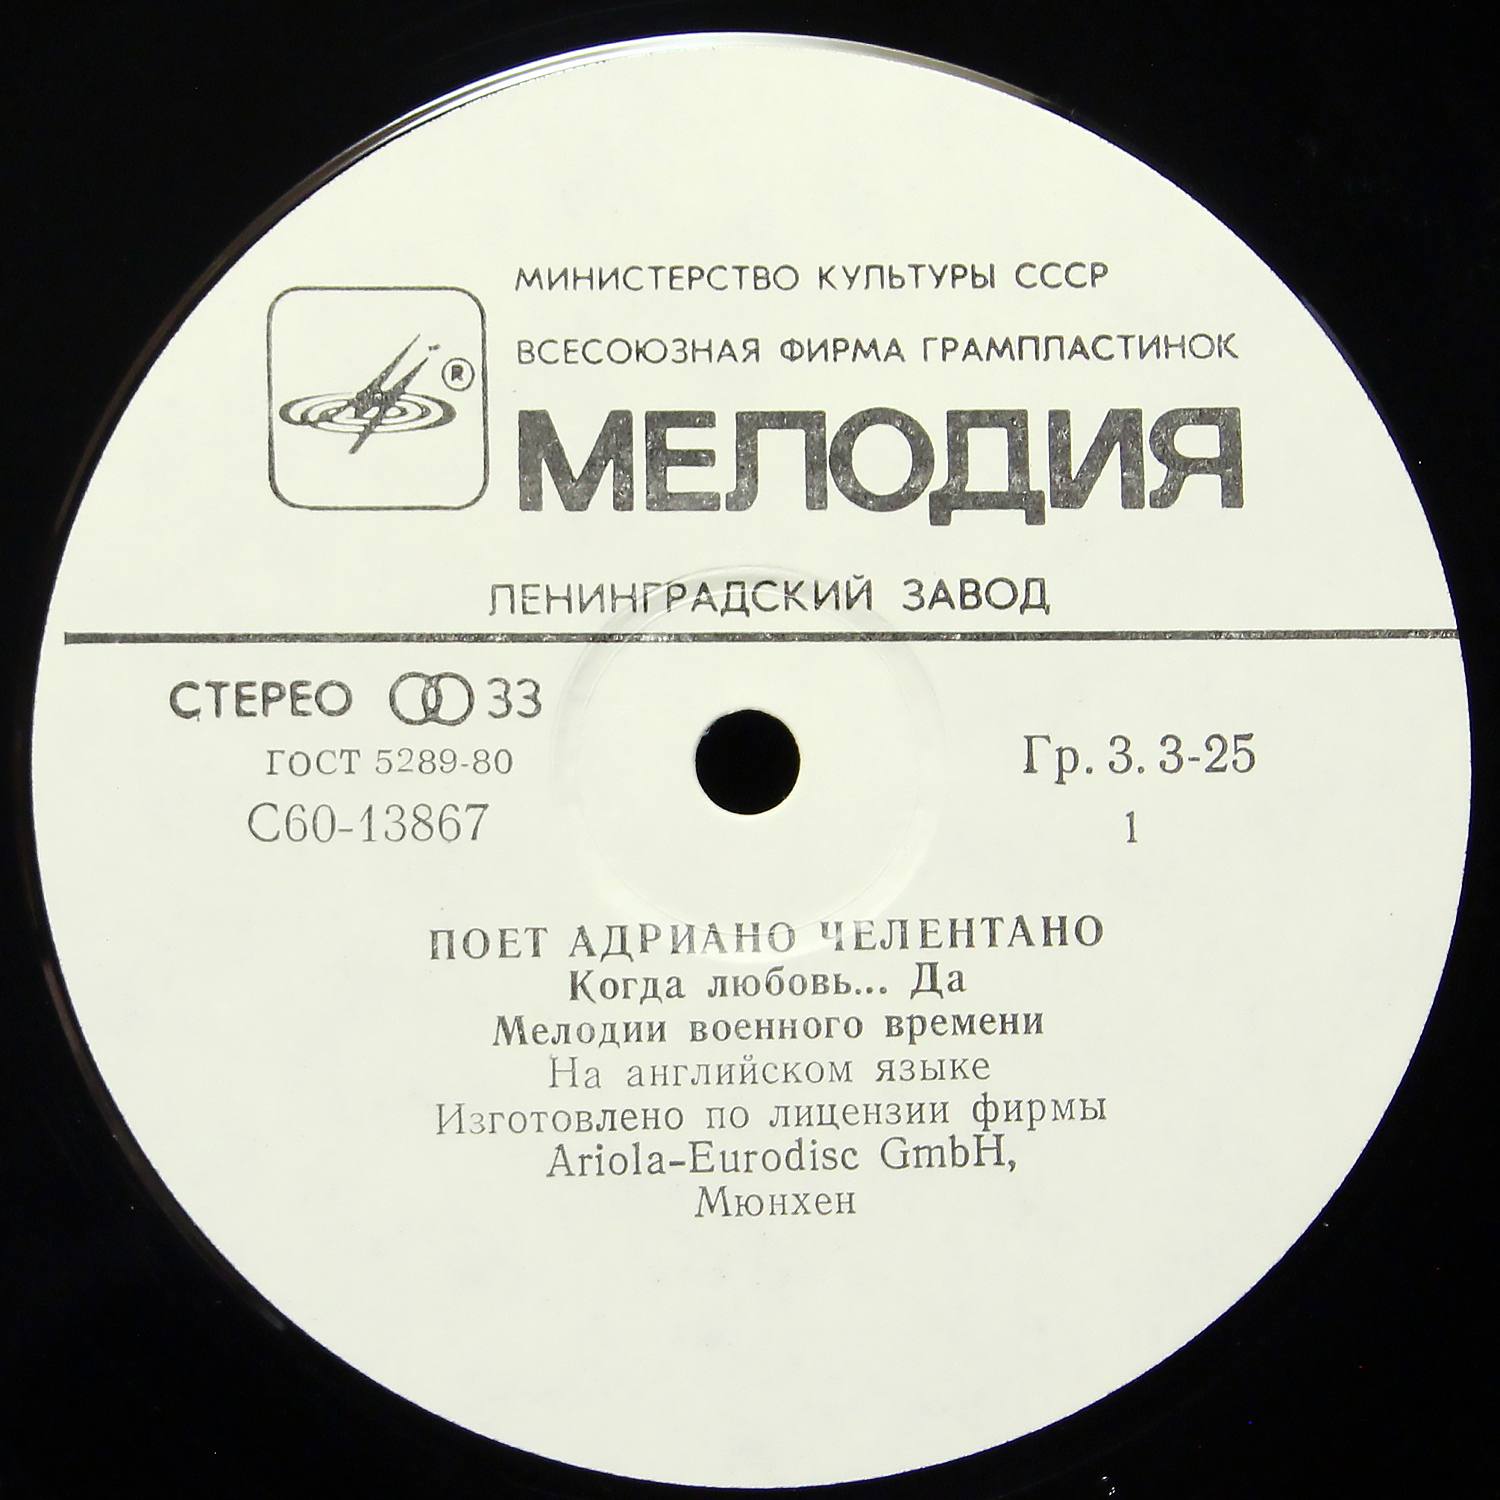 МИНИСТЕРСТВО КУЛЬТУРЫ СССР
ВСЕСОЮЗНАЯ ФИРМА ГРАМПЛАСТИНОК
®
МЕЛОДИЯ
ЛЕНИНГРАДСКИЙ ЗАВОД
СТЕРЕО 33
ГОСТ 5289-80
С60-13867
Гр. 3. 3-25
1
ПОЕТ АДРИАНО ЧЕЛЕНТАНО
Когда любовь... Да
Мелодии военного времени
На английском языке
Изготовлено по лицензии фирмы
Ariola-Eurodisc GmbH,
Мюнхен